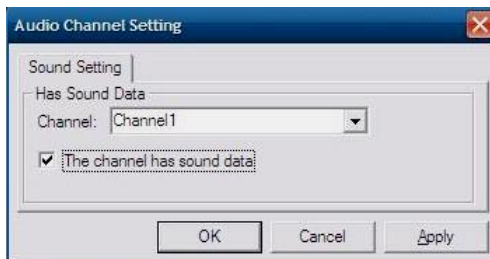 Audio Channel Setting
Sound Setting
Has Sound Data
Channel: Channel1
The channel has sound data
OK Cancel Apply